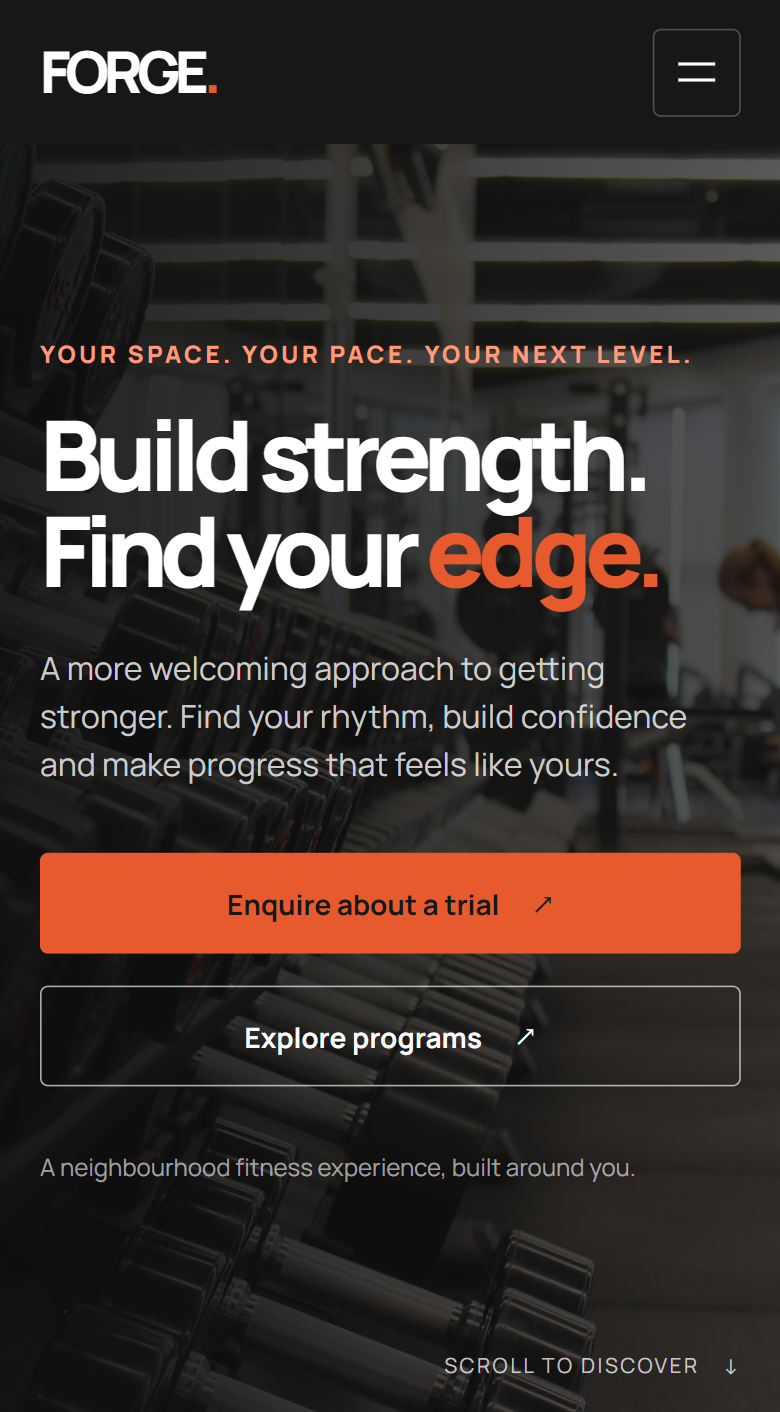 FORGE.
YOUR SPACE. YOUR PACE. YOUR NEXT LEVEL.
Build strength.
Find your edge.
A more welcoming approach to getting
stronger. Find your rhythm, build confidence
and make progress that feels like yours.
Enquire about a trial ↗
Explore programs ↗
A neighbourhood fitness experience, built around you.
SCROLL TO DISCOVER ↓